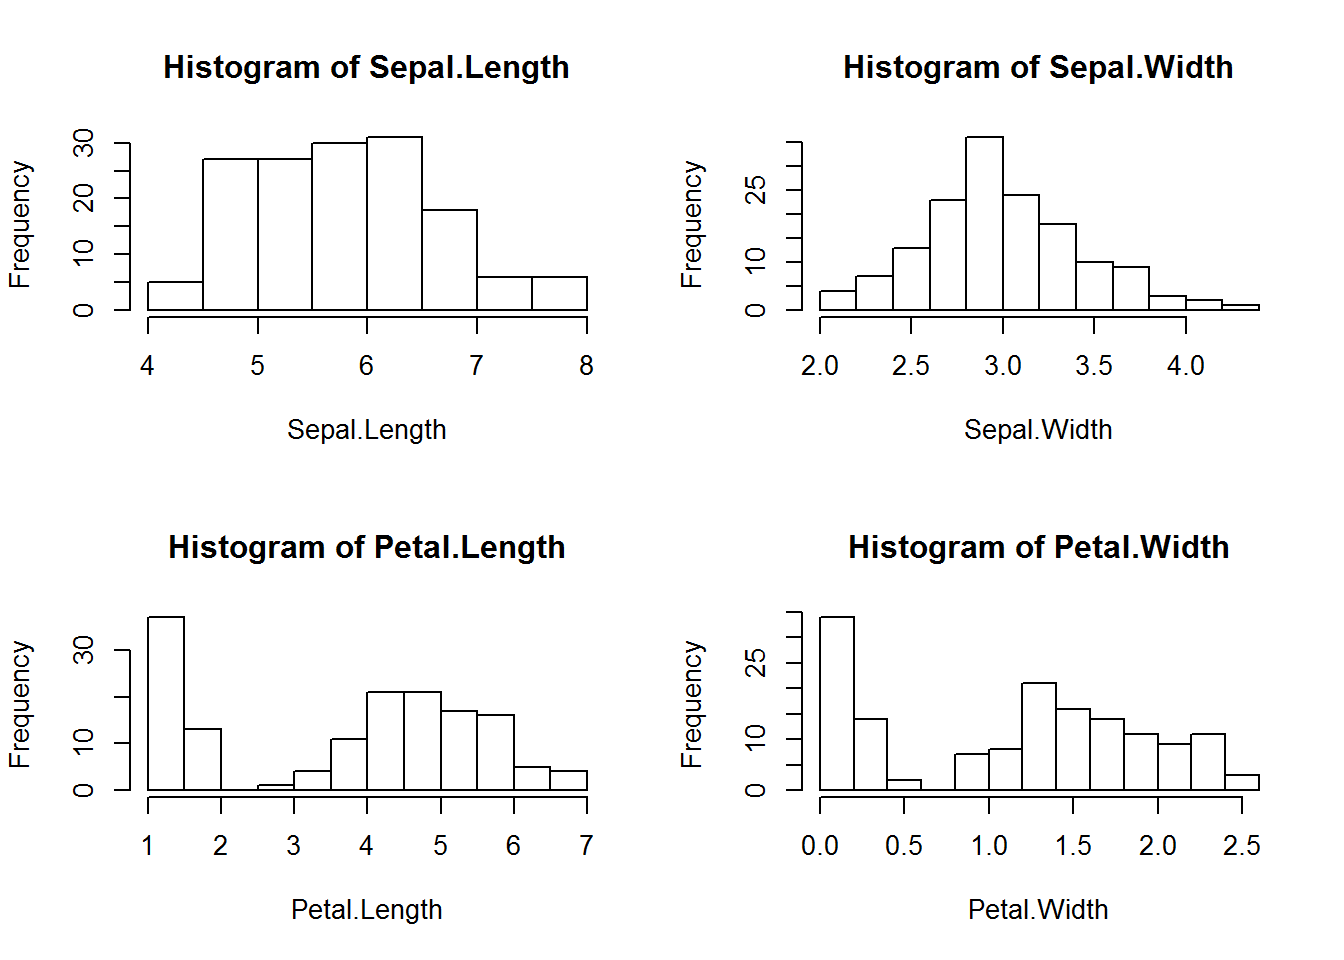 Histogram of Sepal.Length
Frequency
0 10 20 30
4 5 6 7 8
Sepal.Length
Histogram of Sepal.Width
Frequency
0 10 25
2.0 2.5 3.0 3.5 4.0
Sepal.Width
Histogram of Petal.Length
Frequency
0 10 30
1 2 3 4 5 6 7
Petal.Length
Histogram of Petal.Width
Frequency
0 10 25
0.0 0.5 1.0 1.5 2.0 2.5
Petal.Width